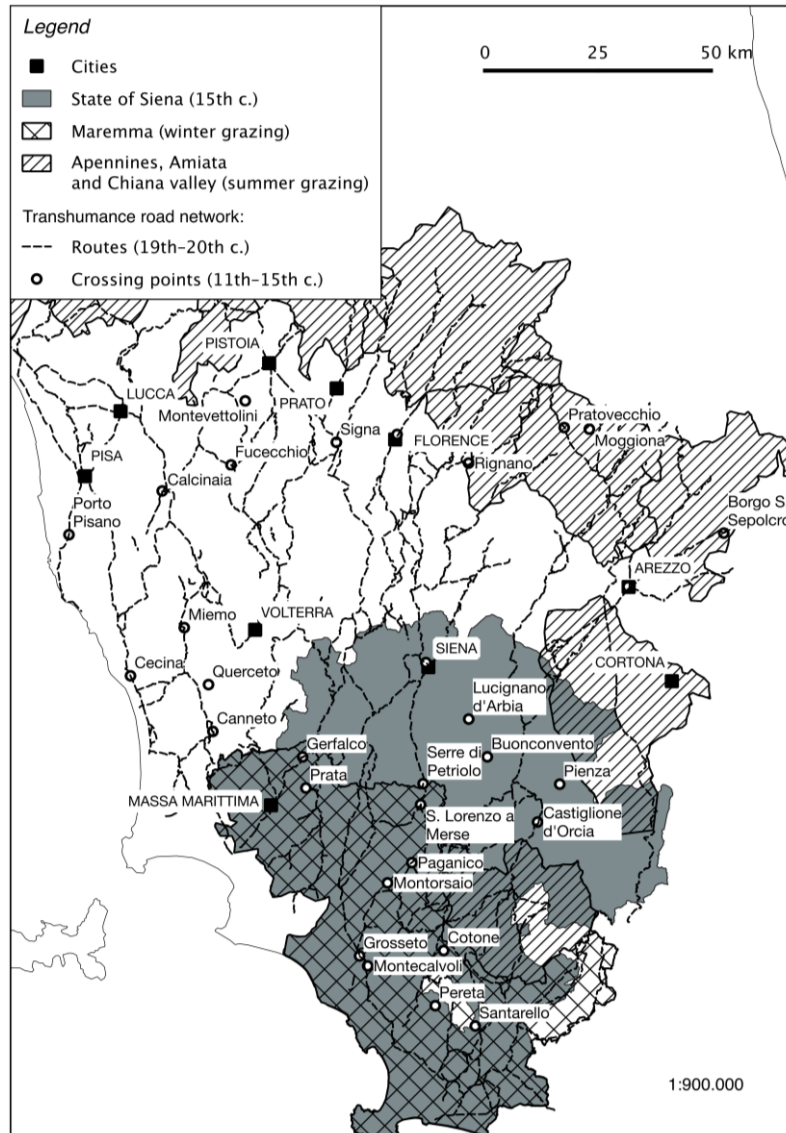 Legend
Cities
State of Siena (15th c.)
Maremma (winter grazing)
Apennines, Amiata
and Chiana valley (summer grazing)
Transhumance road network:
Routes (19th–20th c.)
Crossing points (11th–15th c.)
0 25 50 km
PISTOIA
LUCCA
Montevettolini
PRATO
Signa
FLORENCE
Pratovecchio
Moggiona
PISA
Fucecchio
Rignano
Calcinaia
Porto
Pisano
Borgo S.
Sepolcro
AREZZO
Miemo
VOLTERRA
SIENA
CORTONA
Cecina
Querceto
Lucignano
d'Arbia
Canneto
Gerfalco
Serre di
Petriolo
Buonconvento
Prata
Pienza
MASSA MARITTIMA
S. Lorenzo a
Merse
Castiglione
d'Orcia
Paganico
Montorsaio
Grosseto
Cotone
Montecalvoli
Pereta
Santarello
1:900.000